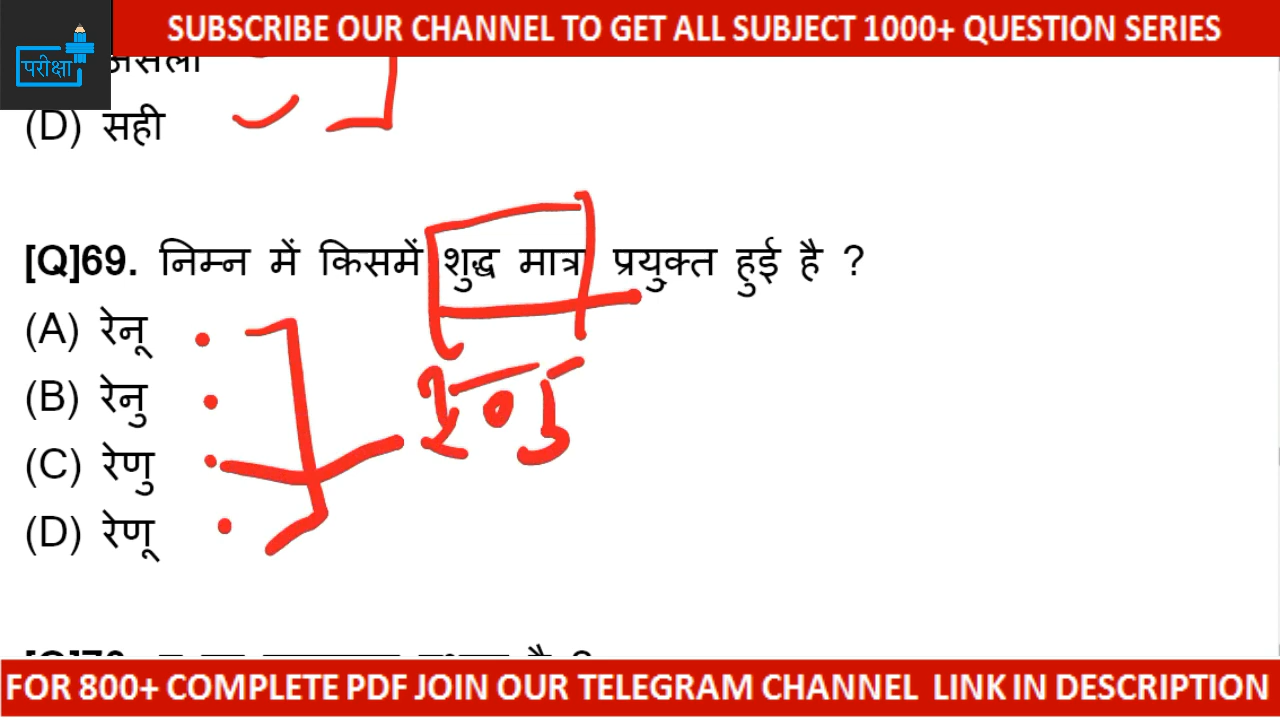 SUBSCRIBE OUR CHANNEL TO GET ALL SUBJECT 1000+ QUESTION SERIES
परीक्षा
(D) सही
[Q]69. निम्न में किसमें शुद्ध मात्रा प्रयुक्त हुई है ?
(A) रेनू
(B) रेनु
(C) रेणु
(D) रेणू
FOR 800+ COMPLETE PDF JOIN OUR TELEGRAM CHANNEL LINK IN DESCRIPTION